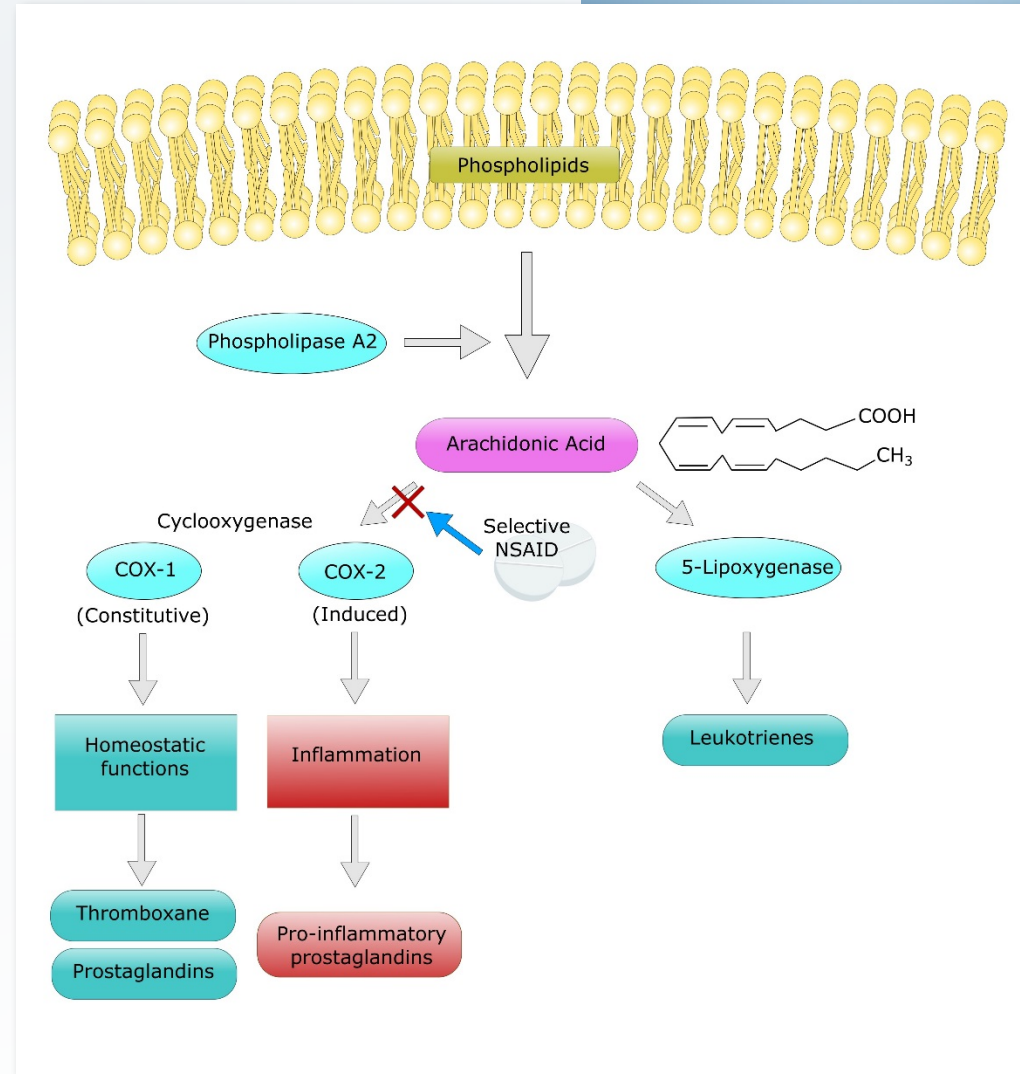 Phospholipids
Phospholipase A2
Arachidonic Acid
COOH
CH₃
Cyclooxygenase
Selective
NSAID
COX-1
(Constitutive)
COX-2
(Induced)
5-Lipoxygenase
Homeostatic
functions
Inflammation
Leukotrienes
Thromboxane
Prostaglandins
Pro-inflammatory
prostaglandins